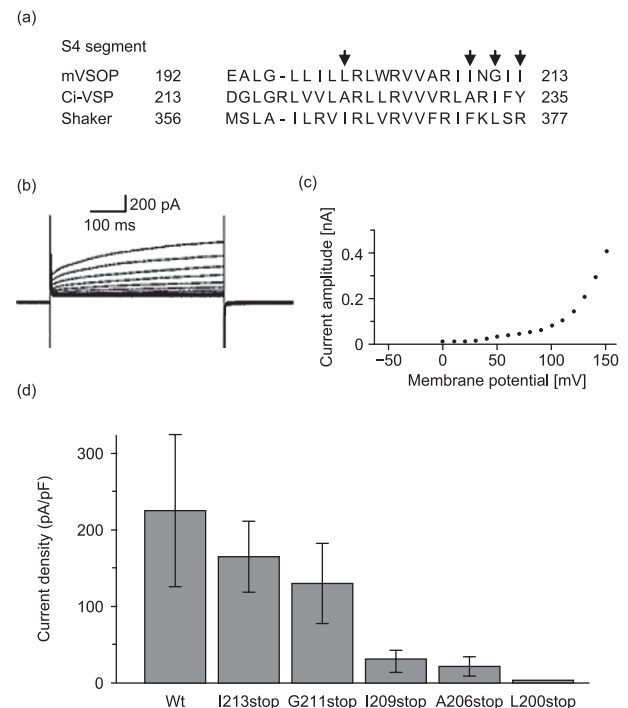 (a)
S4 segment
mVSOP 192 EALG-LLILLRLWRVVARIINGII 213
Ci-VSP 213 DGLGRLVVLARLLRVVVRLARIFY 235
Shaker 356 MSLA-ILRVIRLVRVVFRIFKLSR 377
(b)
200 pA
100 ms
(c)
Current amplitude [nA]
0.4
0.2
0
−50 0 50 100 150
Membrane potential [mV]
(d)
Current density (pA/pF)
300
200
100
0
Wt I213stop G211stop I209stop A206stop L200stop